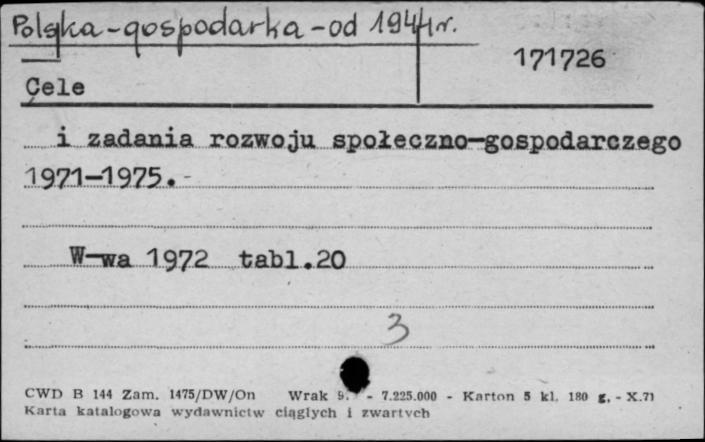 Polska-gospodarka-od 1944r.
171726
Cele
i zadania rozwoju społeczno-gospodarczego
1971-1975.-
W-wa 1972 tabl.20
3
CWD B 144 Zam. 1475/DW/On Wrak 9. - 7.225.000 - Karton 5 kl. 180 g. - X.71
Karta katalogowa wydawnictw ciągłych i zwartych